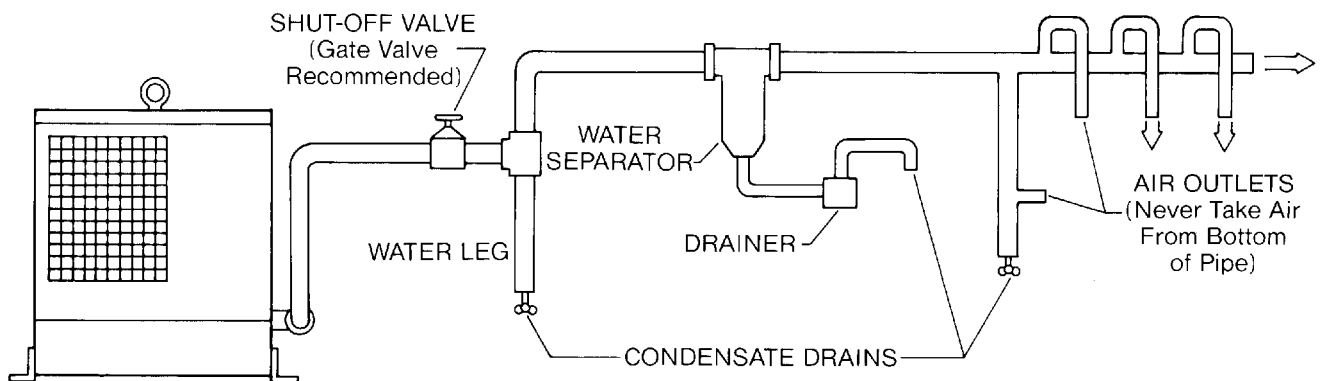 SHUT-OFF VALVE
(Gate Valve
Recommended)
WATER
SEPARATOR
WATER LEG
DRAINER
AIR OUTLETS
(Never Take Air
From Bottom
of Pipe)
CONDENSATE DRAINS